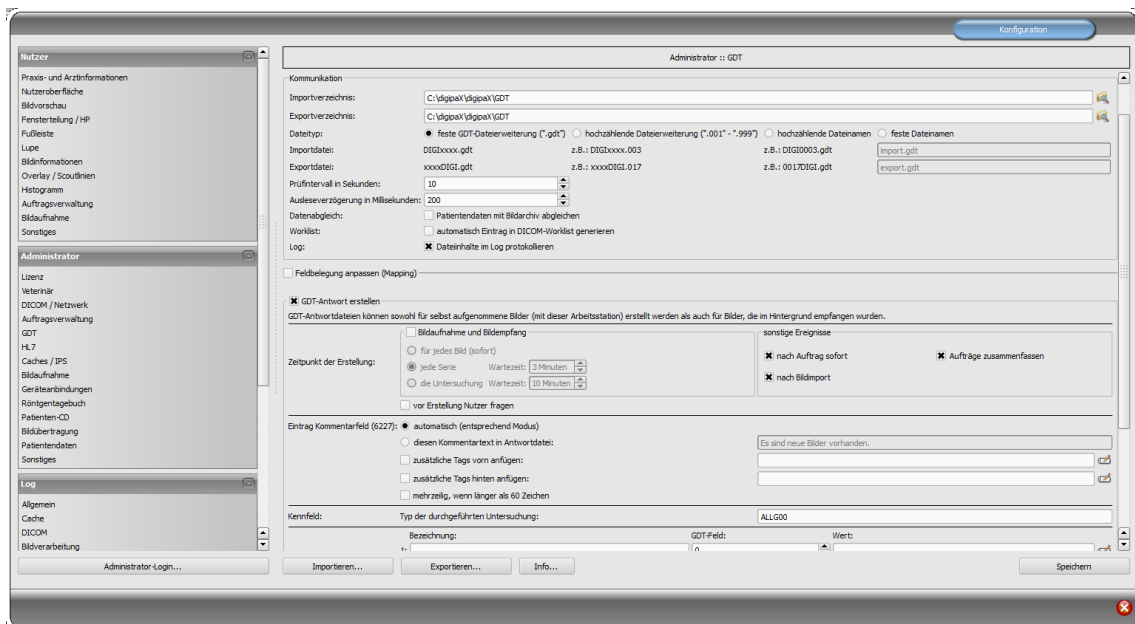 Konfiguration
Nutzer
Praxis- und Arztinformationen
Nutzeroberfläche
Bildvorschau
Fensterteilung / HP
Fußleiste
Lupe
Bildinformationen
Overlay / Scoutlinien
Histogramm
Auftragsverwaltung
Bildaufnahme
Sonstiges
Administrator
Lizenz
Veterinär
DICOM / Netzwerk
Auftragsverwaltung
GDT
HL7
Caches / IPS
Bildaufnahme
Geräteanbindungen
Röntgentagebuch
Patienten-CD
Bildübertragung
Patientendaten
Sonstiges
Log
Allgemein
Cache
DICOM
Bildverarbeitung
Administrator-Login...
Administrator :: GDT
Kommunikation
Importverzeichnis: C:\digipaX\digipaX\GDT
Exportverzeichnis: C:\digipaX\digipaX\GDT
Dateityp: feste GDT-Dateierweiterung (".gdt") hochzählende Dateierweiterung (".001" - ".999") hochzählende Dateinamen feste Dateinamen
Importdatei: DIGIxxxx.gdt z.B.: DIGIxxxx.003 z.B.: DIGI0003.gdt import.gdt
Exportdatei: xxxxDIGI.gdt z.B.: xxxxDIGI.017 z.B.: 0017DIGI.gdt export.gdt
Prüfintervall in Sekunden: 10
Ausleseverzögerung in Millisekunden: 200
Datenabgleich: Patientendaten mit Bildarchiv abgleichen
Worklist: automatisch Eintrag in DICOM-Worklist generieren
Log: Dateiinhalte im Log protokollieren
Feldbelegung anpassen (Mapping)
GDT-Antwort erstellen
GDT-Antwortdateien können sowohl für selbst aufgenommene Bilder (mit dieser Arbeitsstation) erstellt werden als auch für Bilder, die im Hintergrund empfangen wurden.
Zeitpunkt der Erstellung:
Bildaufnahme und Bildempfang
für jedes Bild (sofort)
jede Serie Wartezeit: 3 Minuten
die Untersuchung Wartezeit: 10 Minuten
sonstige Ereignisse
nach Auftrag sofort Aufträge zusammenfassen
nach Bildimport
vor Erstellung Nutzer fragen
Eintrag Kommentarfeld (6227): automatisch (entsprechend Modus)
diesen Kommentartext in Antwortdatei: Es sind neue Bilder vorhanden.
zusätzliche Tags vorn anfügen:
zusätzliche Tags hinten anfügen:
mehrzeilig, wenn länger als 60 Zeichen
Kennfeld: Typ der durchgeführten Untersuchung: ALLG00
Bezeichnung: GDT-Feld: Wert:
1: 0
Importieren... Exportieren... Info... Speichern